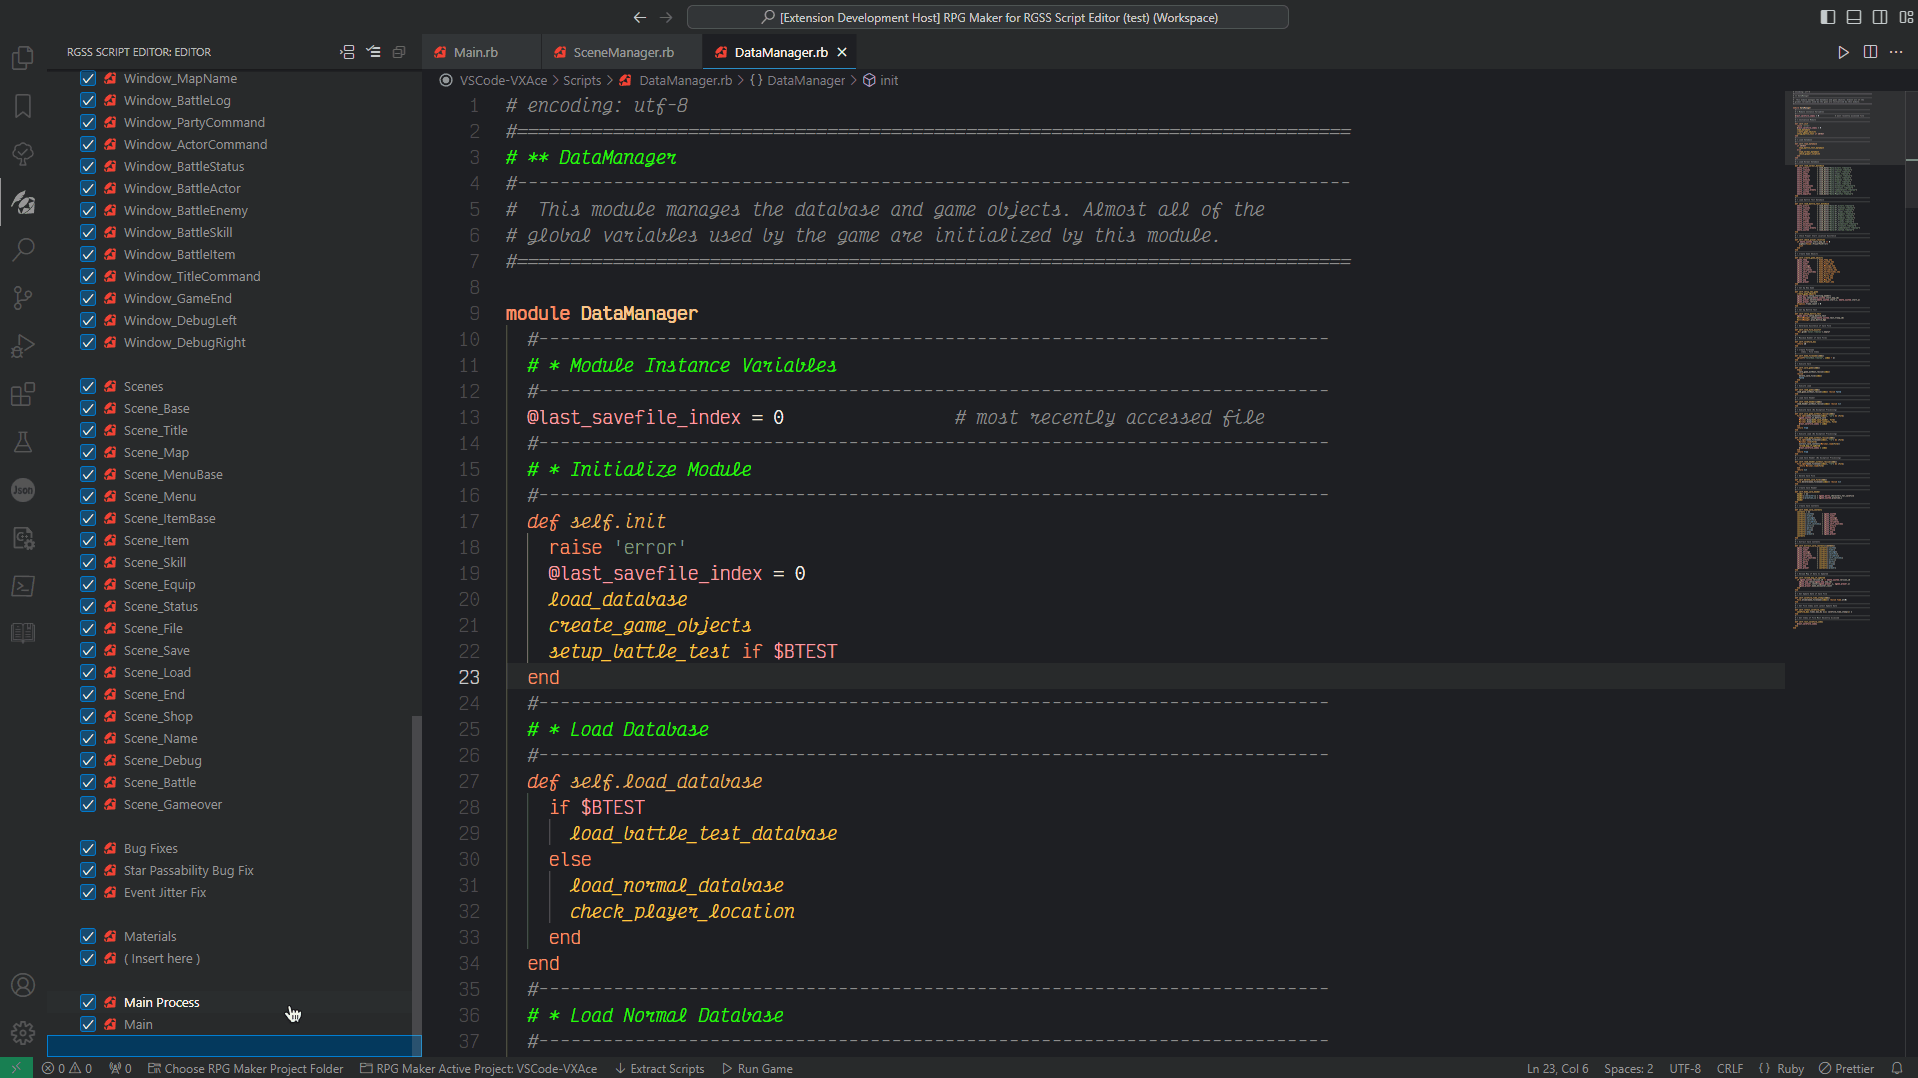 [Extension Development Host] RPG Maker for RGSS Script Editor (test) (Workspace)
RGSS SCRIPT EDITOR: EDITOR
Window_MapName
Window_BattleLog
Window_PartyCommand
Window_ActorCommand
Window_BattleStatus
Window_BattleActor
Window_BattleEnemy
Window_BattleSkill
Window_BattleItem
Window_TitleCommand
Window_GameEnd
Window_DebugLeft
Window_DebugRight
Scenes
Scene_Base
Scene_Title
Scene_Map
Scene_MenuBase
Scene_Menu
Scene_ItemBase
Scene_Item
Scene_Skill
Scene_Equip
Scene_Status
Scene_File
Scene_Save
Scene_Load
Scene_End
Scene_Shop
Scene_Name
Scene_Debug
Scene_Battle
Scene_Gameover
Bug Fixes
Star Passability Bug Fix
Event Jitter Fix
Materials
( Insert here )
Main Process
Main
Json
Main.rb
SceneManager.rb
DataManager.rb
VSCode-VXAce > Scripts > DataManager.rb > {} DataManager > init
1 # encoding: utf-8
2 #==============================================================================
3 # ** DataManager
4 #------------------------------------------------------------------------------
5 #  This module manages the database and game objects. Almost all of the
6 # global variables used by the game are initialized by this module.
7 #==============================================================================
8
9 module DataManager
10 #--------------------------------------------------------------------------
11 # * Module Instance Variables
12 #--------------------------------------------------------------------------
13 @last_savefile_index = 0                # most recently accessed file
14 #--------------------------------------------------------------------------
15 # * Initialize Module
16 #--------------------------------------------------------------------------
17 def self.init
18 raise 'error'
19 @last_savefile_index = 0
20 load_database
21 create_game_objects
22 setup_battle_test if $BTEST
23 end
24 #--------------------------------------------------------------------------
25 # * Load Database
26 #--------------------------------------------------------------------------
27 def self.load_database
28 if $BTEST
29 load_battle_test_database
30 else
31 load_normal_database
32 check_player_location
33 end
34 end
35 #--------------------------------------------------------------------------
36 # * Load Normal Database
37 #--------------------------------------------------------------------------
0 0 0 Choose RPG Maker Project Folder RPG Maker Active Project: VSCode-VXAce Extract Scripts Run Game Ln 23, Col 6 Spaces: 2 UTF-8 CRLF {} Ruby Prettier